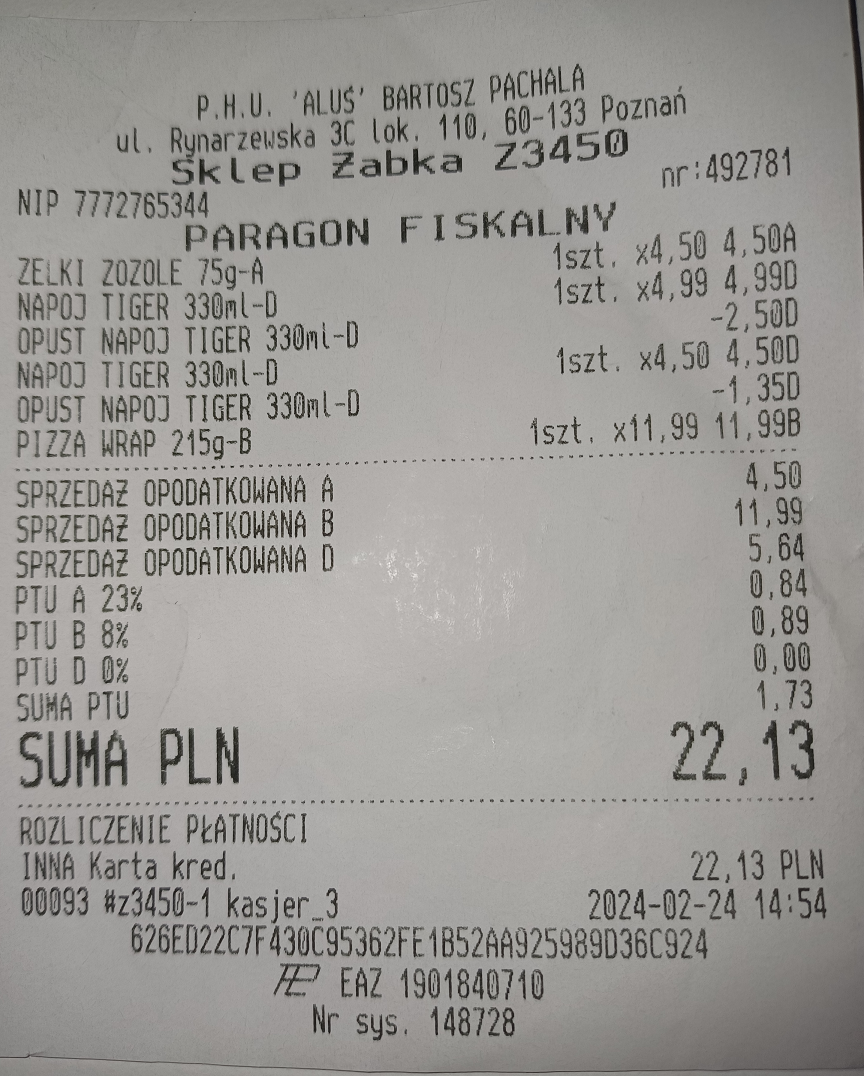 P.H.U. 'ALUŚ' BARTOSZ PACHALA
ul. Rynarzewska 3C lok. 110, 60-133 Poznań
Sklep Żabka Z3450
NIP 7772765344 nr:492781
PARAGON FISKALNY
ŻELKI ZOZOLE 75g-A 1szt. x4,50 4,50A
NAPOJ TIGER 330ml-D 1szt. x4,99 4,99D
OPUST NAPOJ TIGER 330ml-D -2,50D
NAPOJ TIGER 330ml-D 1szt. x4,50 4,50D
OPUST NAPOJ TIGER 330ml-D -1,35D
PIZZA WRAP 215g-B 1szt. x11,99 11,99B
SPRZEDAŻ OPODATKOWANA A 4,50
SPRZEDAŻ OPODATKOWANA B 11,99
SPRZEDAŻ OPODATKOWANA D 5,64
PTU A 23% 0,84
PTU B 8% 0,89
PTU D 0% 0,00
SUMA PTU 1,73
SUMA PLN 22,13
ROZLICZENIE PŁATNOŚCI
INNA Karta kred. 22,13 PLN
00093 #z3450-1 kasjer_3 2024-02-24 14:54
626ED22C7F430C95362FE1B52AA925989D36C924
EAZ 1901840710
Nr sys. 148728